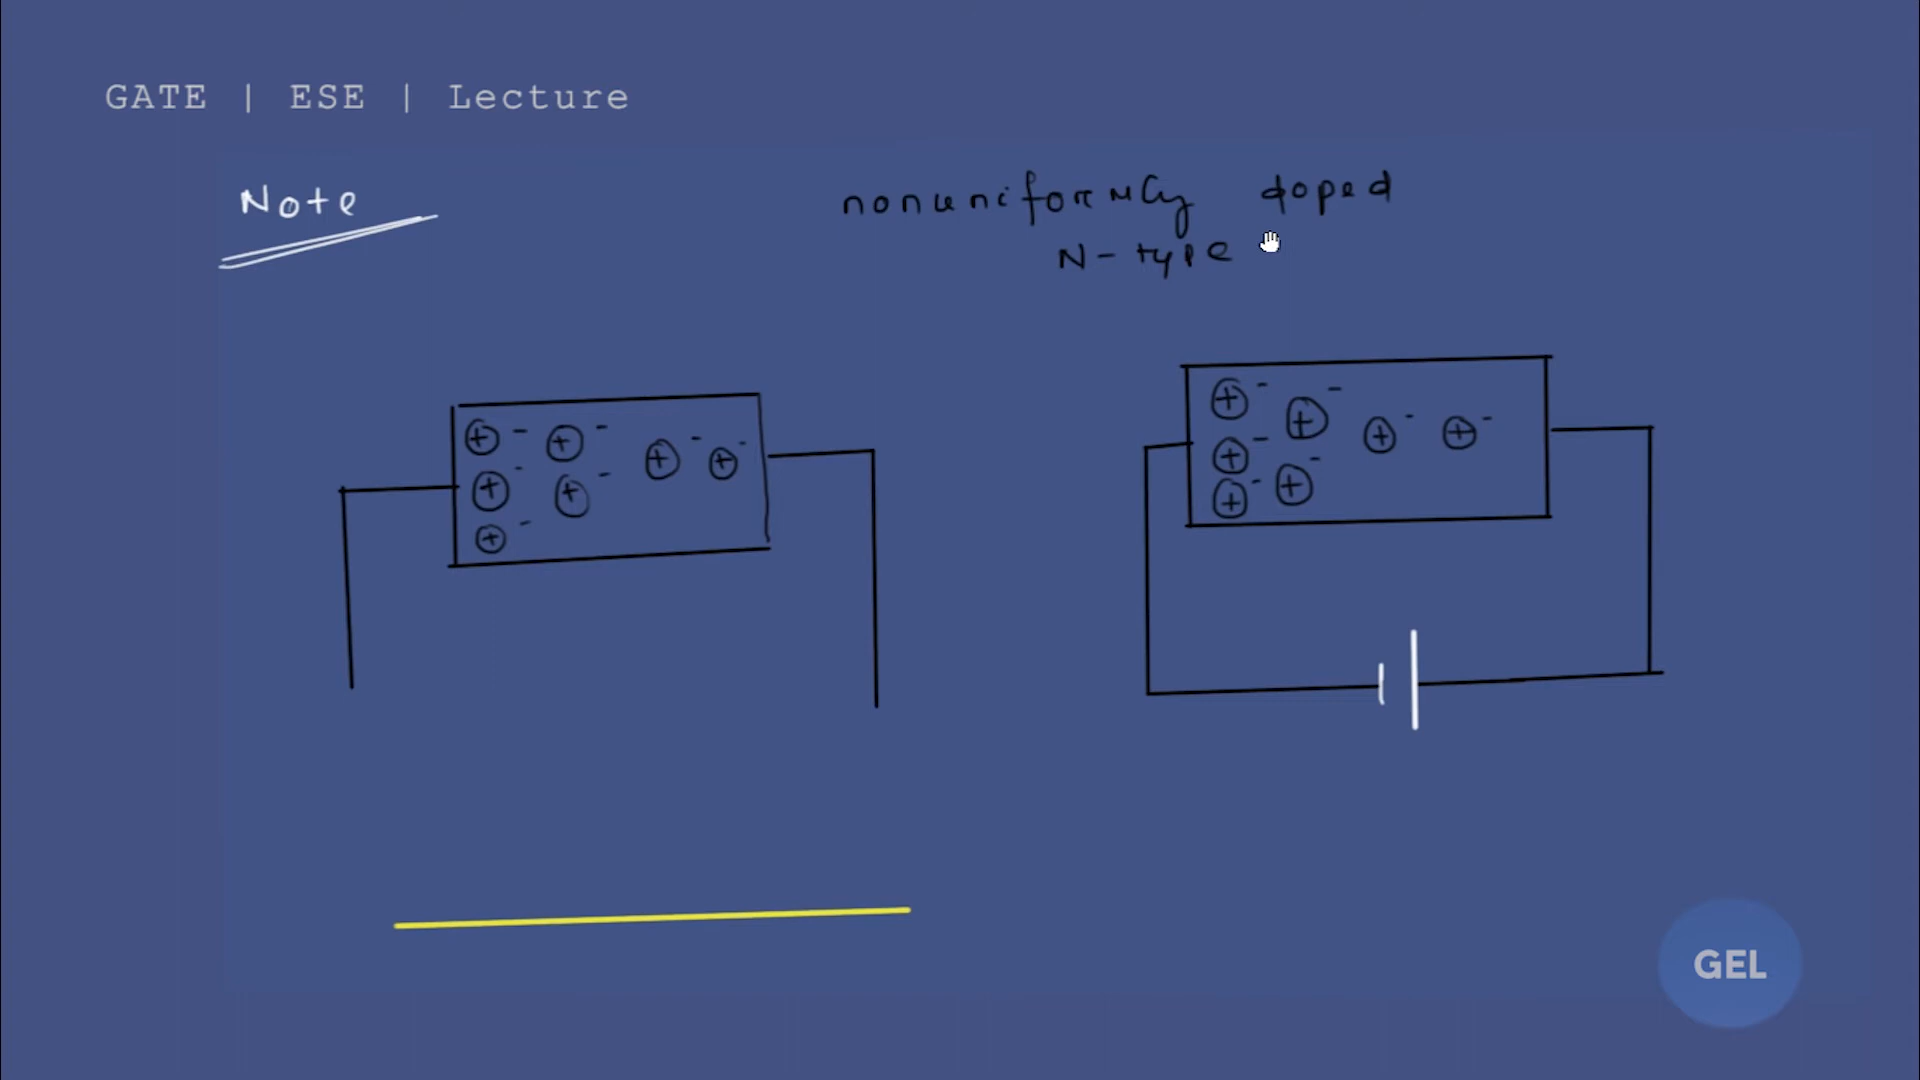 GATE | ESE | Lecture
Note
nonuniformly doped
N-type
GEL